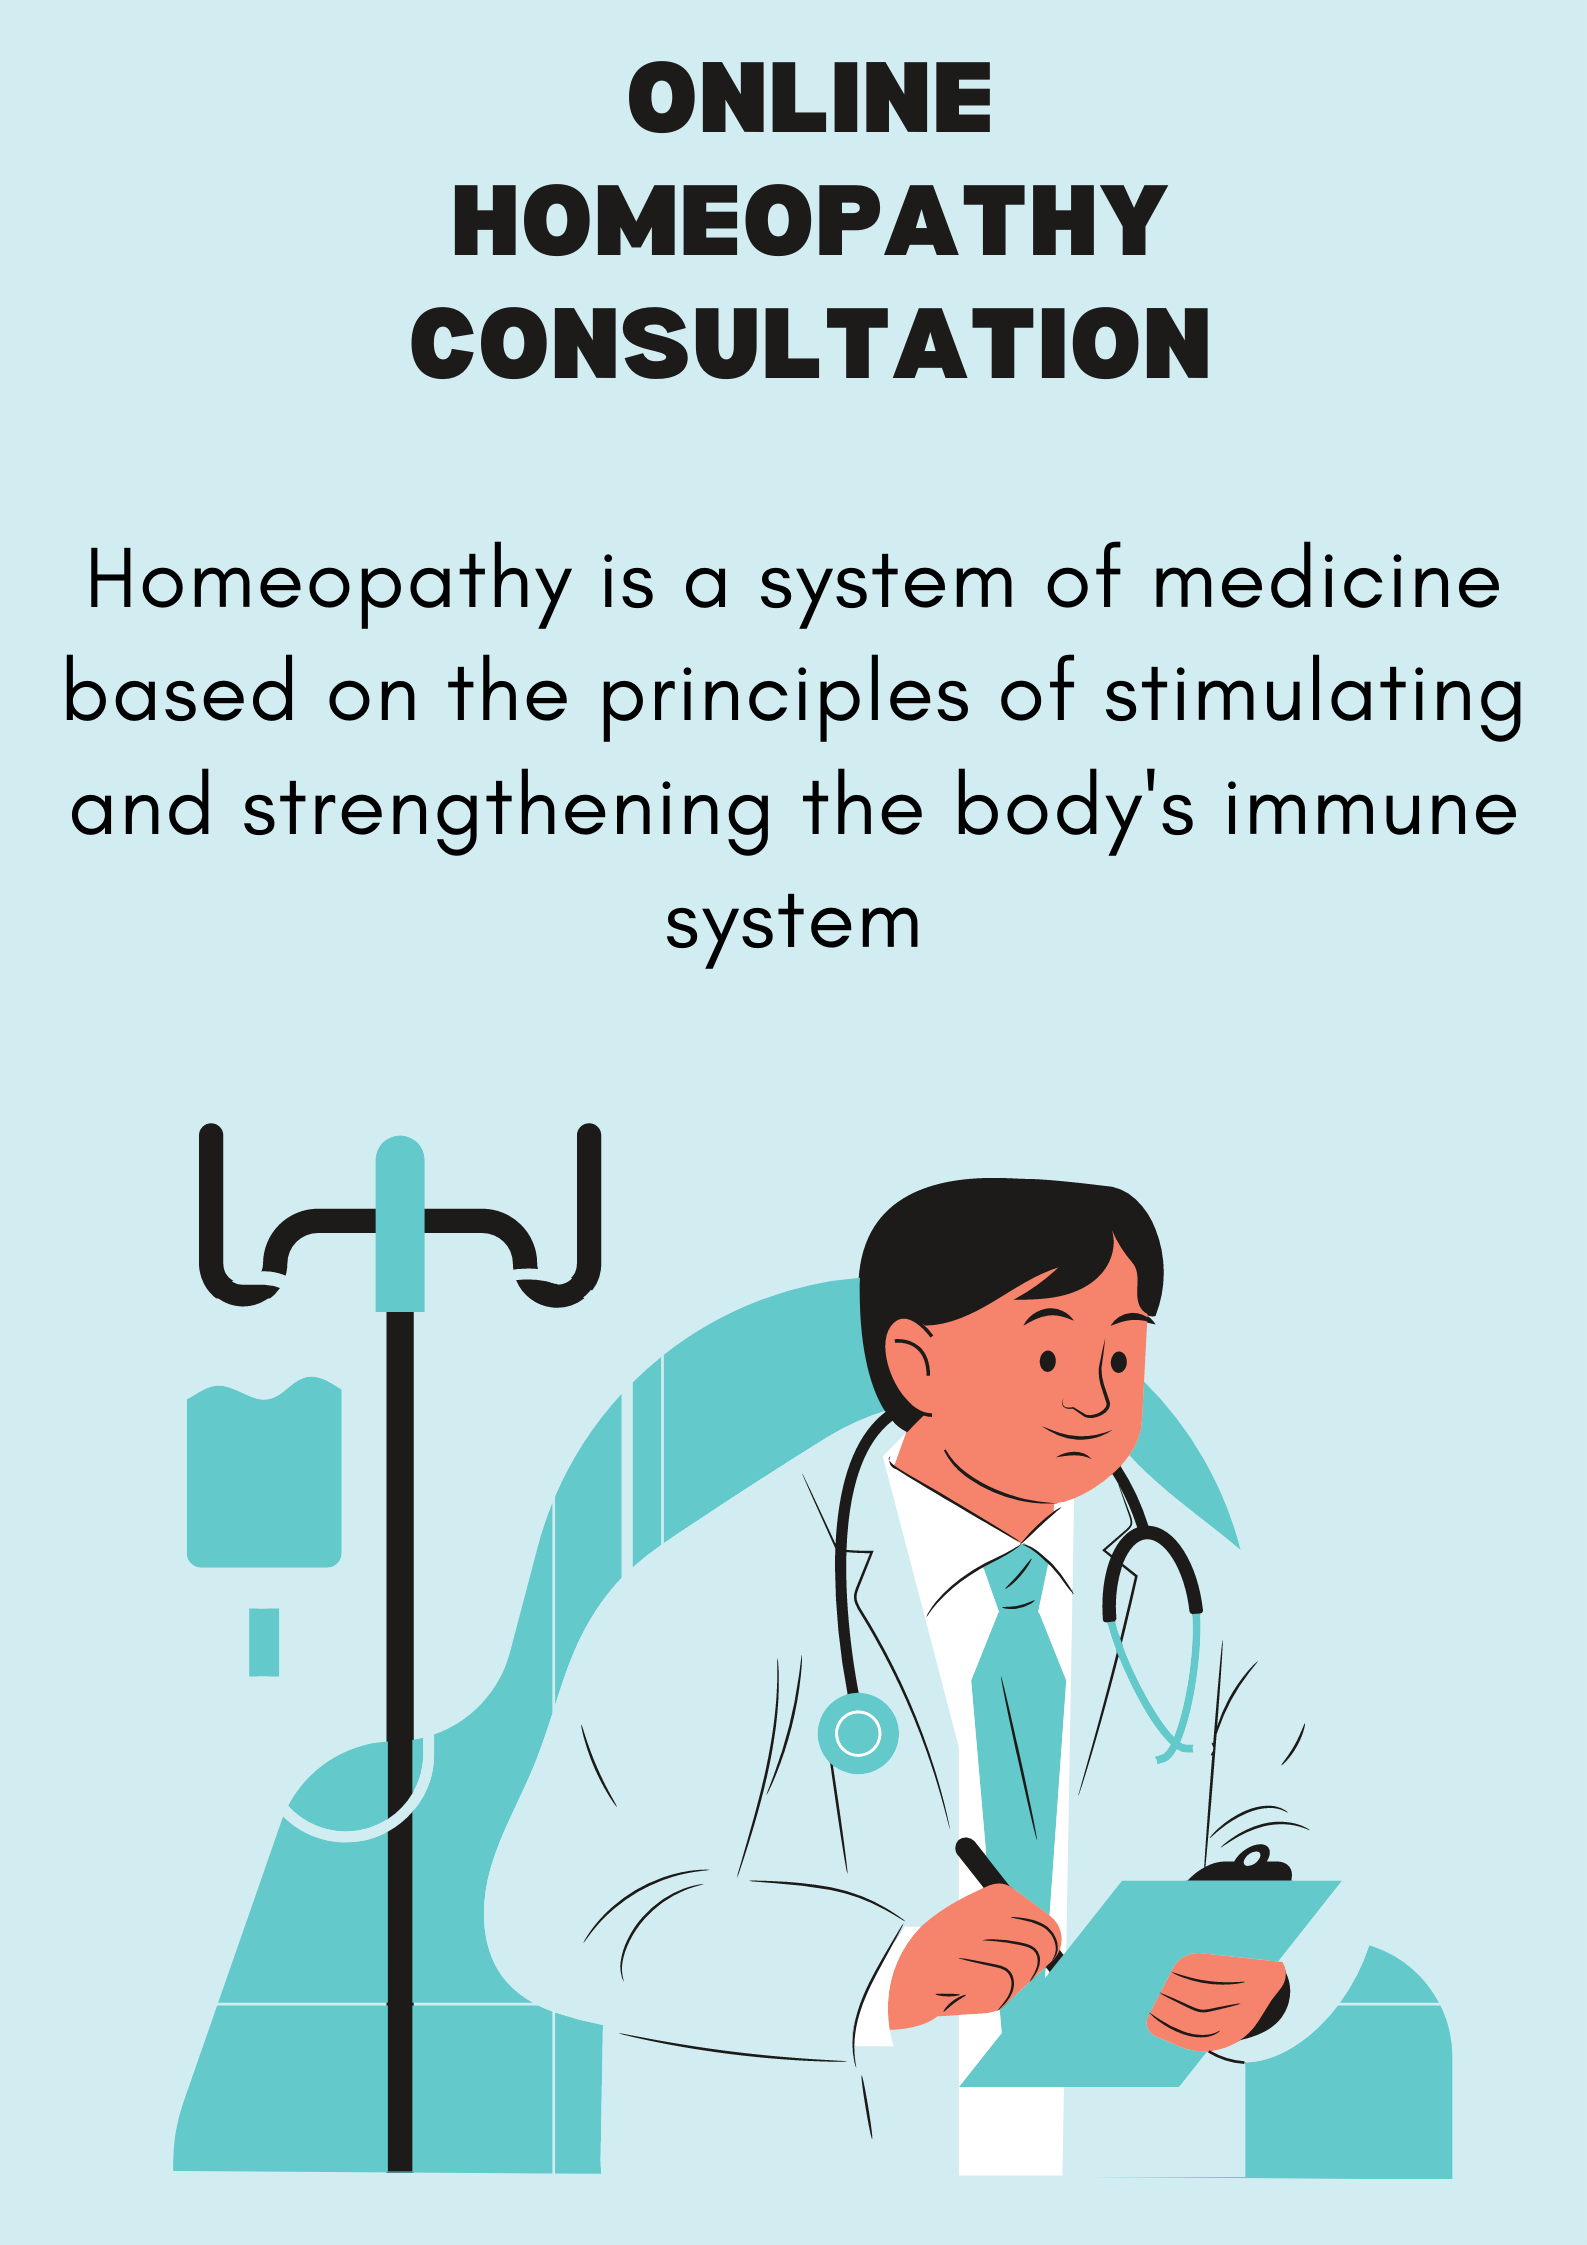 ONLINE
HOMEOPATHY
CONSULTATION
Homeopathy is a system of medicine
based on the principles of stimulating
and strengthening the body's immune
system